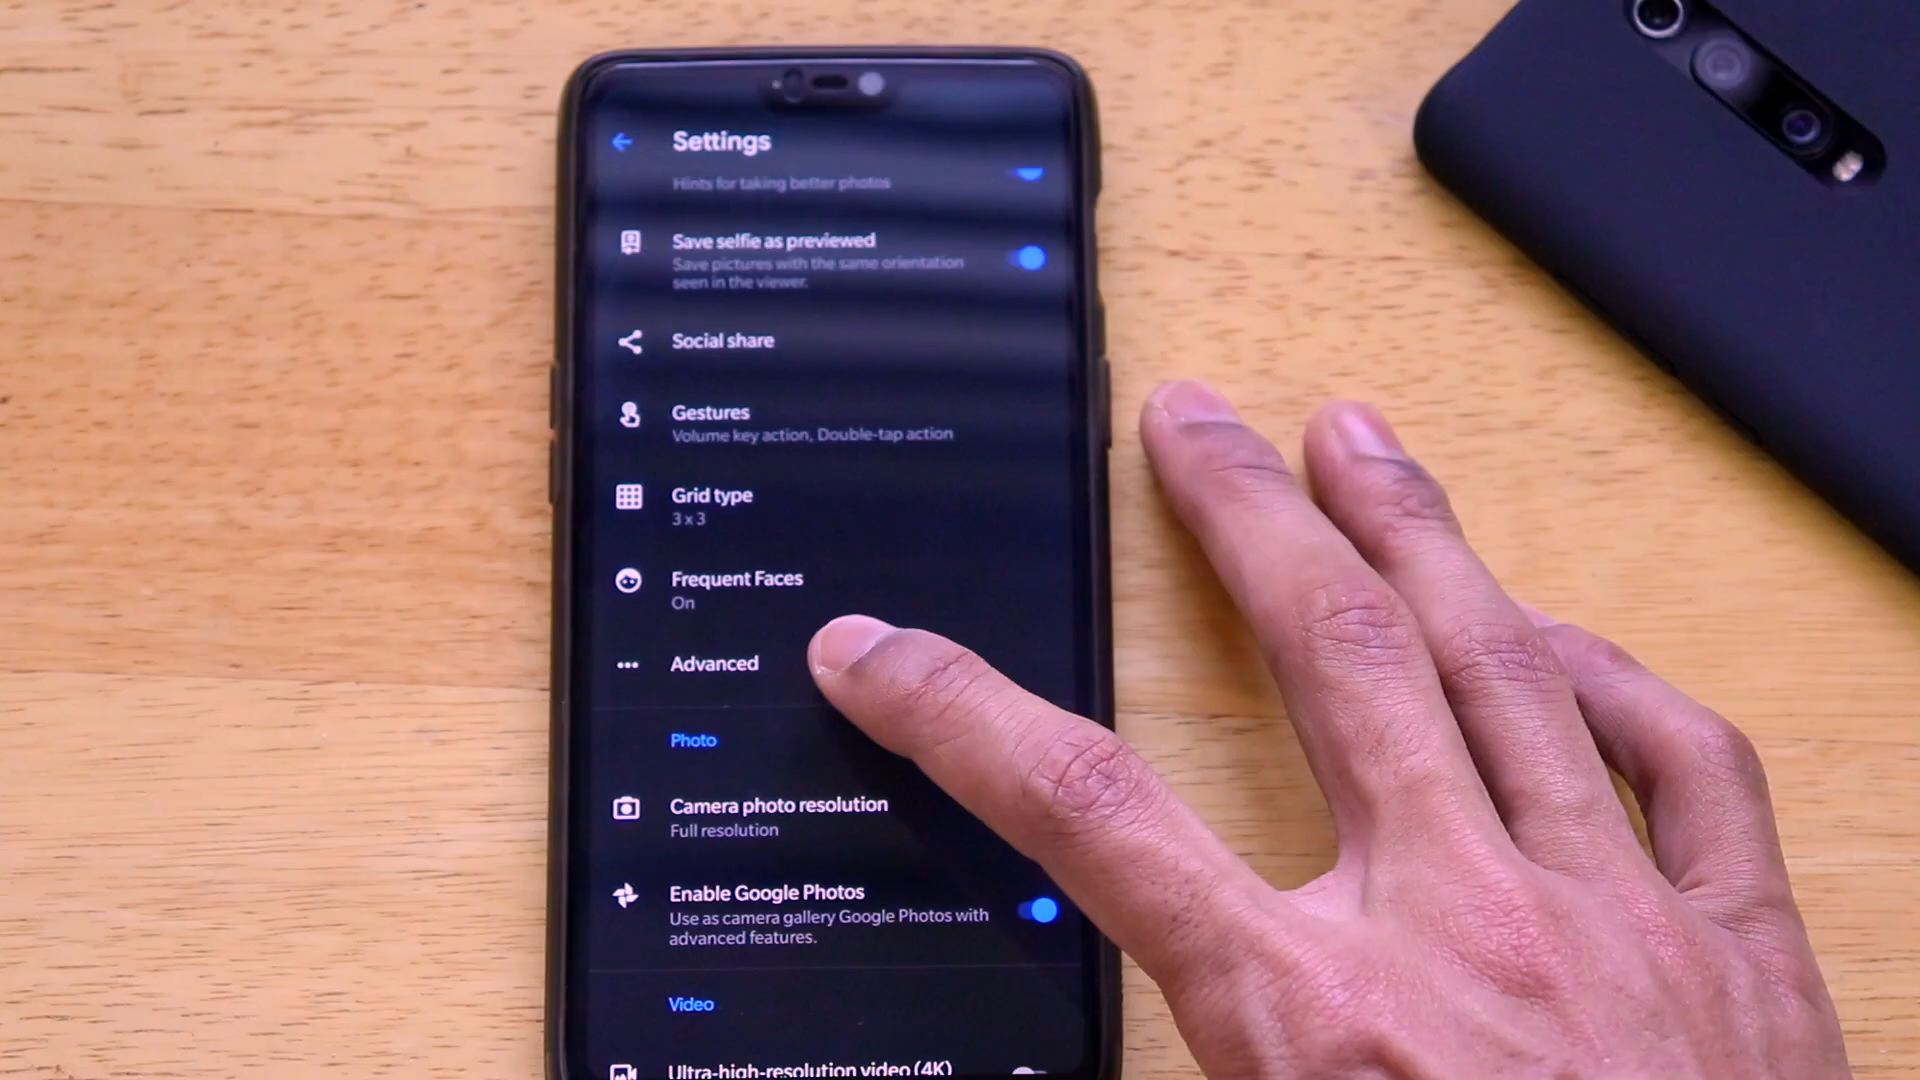 Settings
Hints for taking better photos
Save selfie as previewed
Save pictures with the same orientation
seen in the viewer.
Social share
Gestures
Volume key action, Double-tap action
Grid type
3 x 3
Frequent Faces
On
Advanced
Photo
Camera photo resolution
Full resolution
Enable Google Photos
Use as camera gallery Google Photos with
advanced features.
Video
Ultra-high-resolution video (4K)